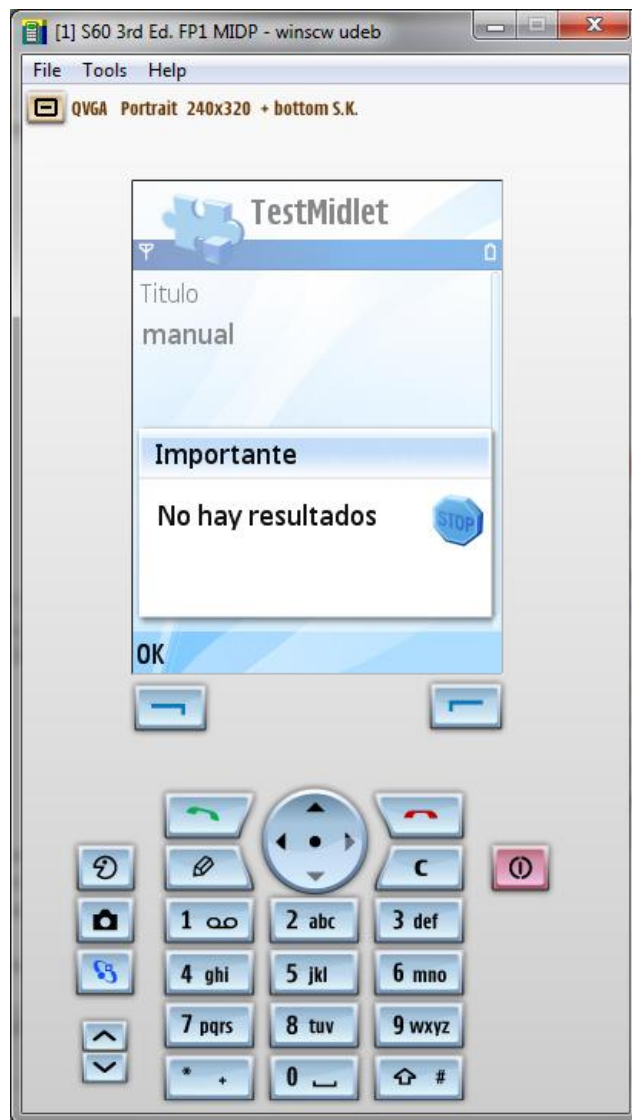 [1] S60 3rd Ed. FP1 MIDP - winscw udeb
File Tools Help
QVGA Portrait 240x320 + bottom S.K.
TestMidlet
Titulo
manual
Importante
No hay resultados
STOP
OK
C
1
2 abc
3 def
4 ghi
5 jkl
6 mno
7 pqrs
8 tuv
9 wxyz
* +
0
#